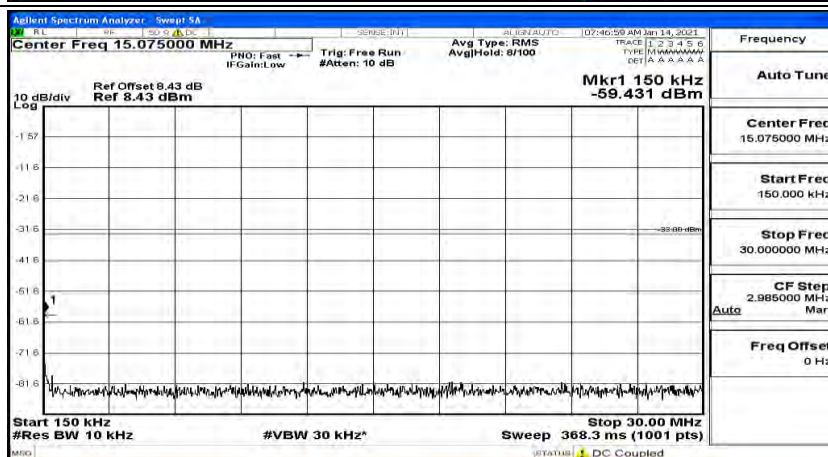 Agilent Spectrum Analyzer - Swept SA
RL RF 50 Ω DC SENSE:INT ALIGN AUTO 07:46:59 AM Jan 14, 2021
Center Freq 15.075000 MHz
PNO: Fast
IFGain:Low
Trig: Free Run
#Atten: 10 dB
Avg Type: RMS
Avg|Hold: 8/100
TRACE 1 2 3 4 5 6
TYPE M WWWWW
DET A A A A A A
Ref Offset 8.43 dB
Ref 8.43 dBm
10 dB/div
Log
Mkr1 150 kHz
-59.431 dBm
-1.57
-11.6
-21.6
-33.00 dBm
-41.6
-51.6
1
-61.6
-71.6
-81.6
Start 150 kHz
#Res BW 10 kHz
#VBW 30 kHz*
Stop 30.00 MHz
Sweep 368.3 ms (1001 pts)
MSG
STATUS
DC Coupled
Frequency
Auto Tune
Center Freq
15.075000 MHz
Start Freq
150.000 kHz
Stop Freq
30.000000 MHz
CF Step
2.985000 MHz
Auto Man
Freq Offset
0 Hz